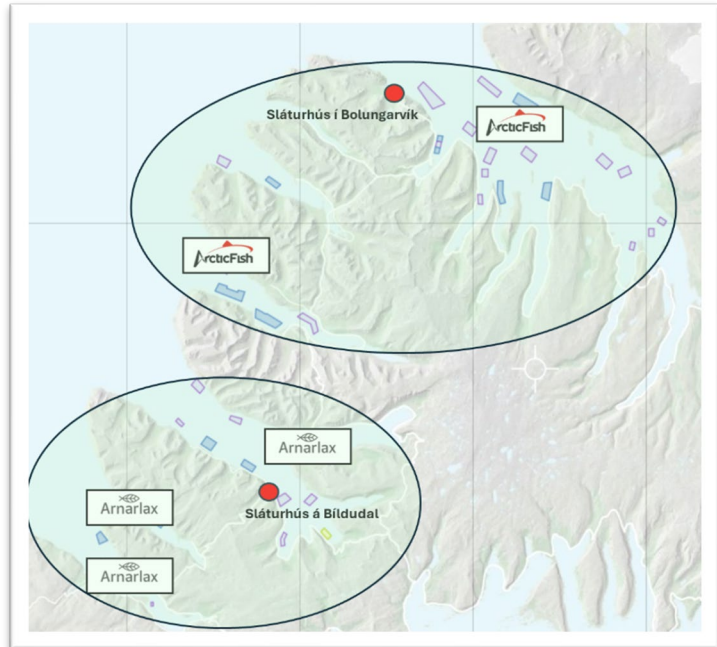 Sláturhús í Bolungarvík
ArcticFish
ArcticFish
Arnarlax
Arnarlax
Sláturhús á Bíldudal
Arnarlax